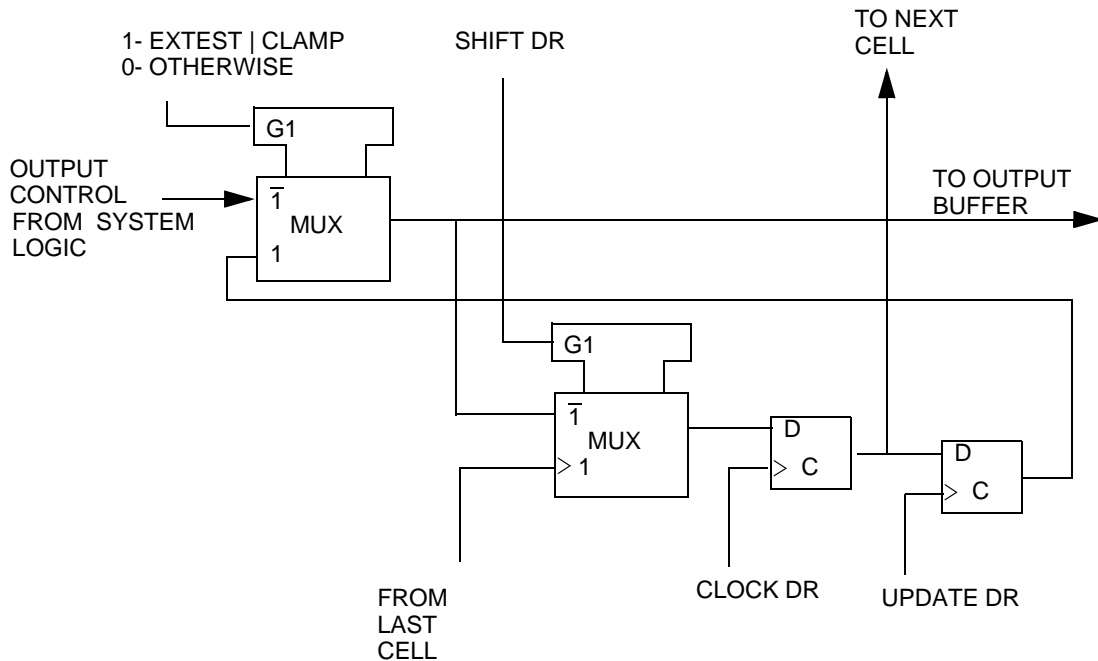 1- EXTEST | CLAMP
0- OTHERWISE
SHIFT DR
TO NEXT
CELL
G1
OUTPUT
CONTROL
FROM SYSTEM
LOGIC
1
MUX
1
TO OUTPUT
BUFFER
G1
1
MUX
1
D
C
D
C
FROM
LAST
CELL
CLOCK DR
UPDATE DR